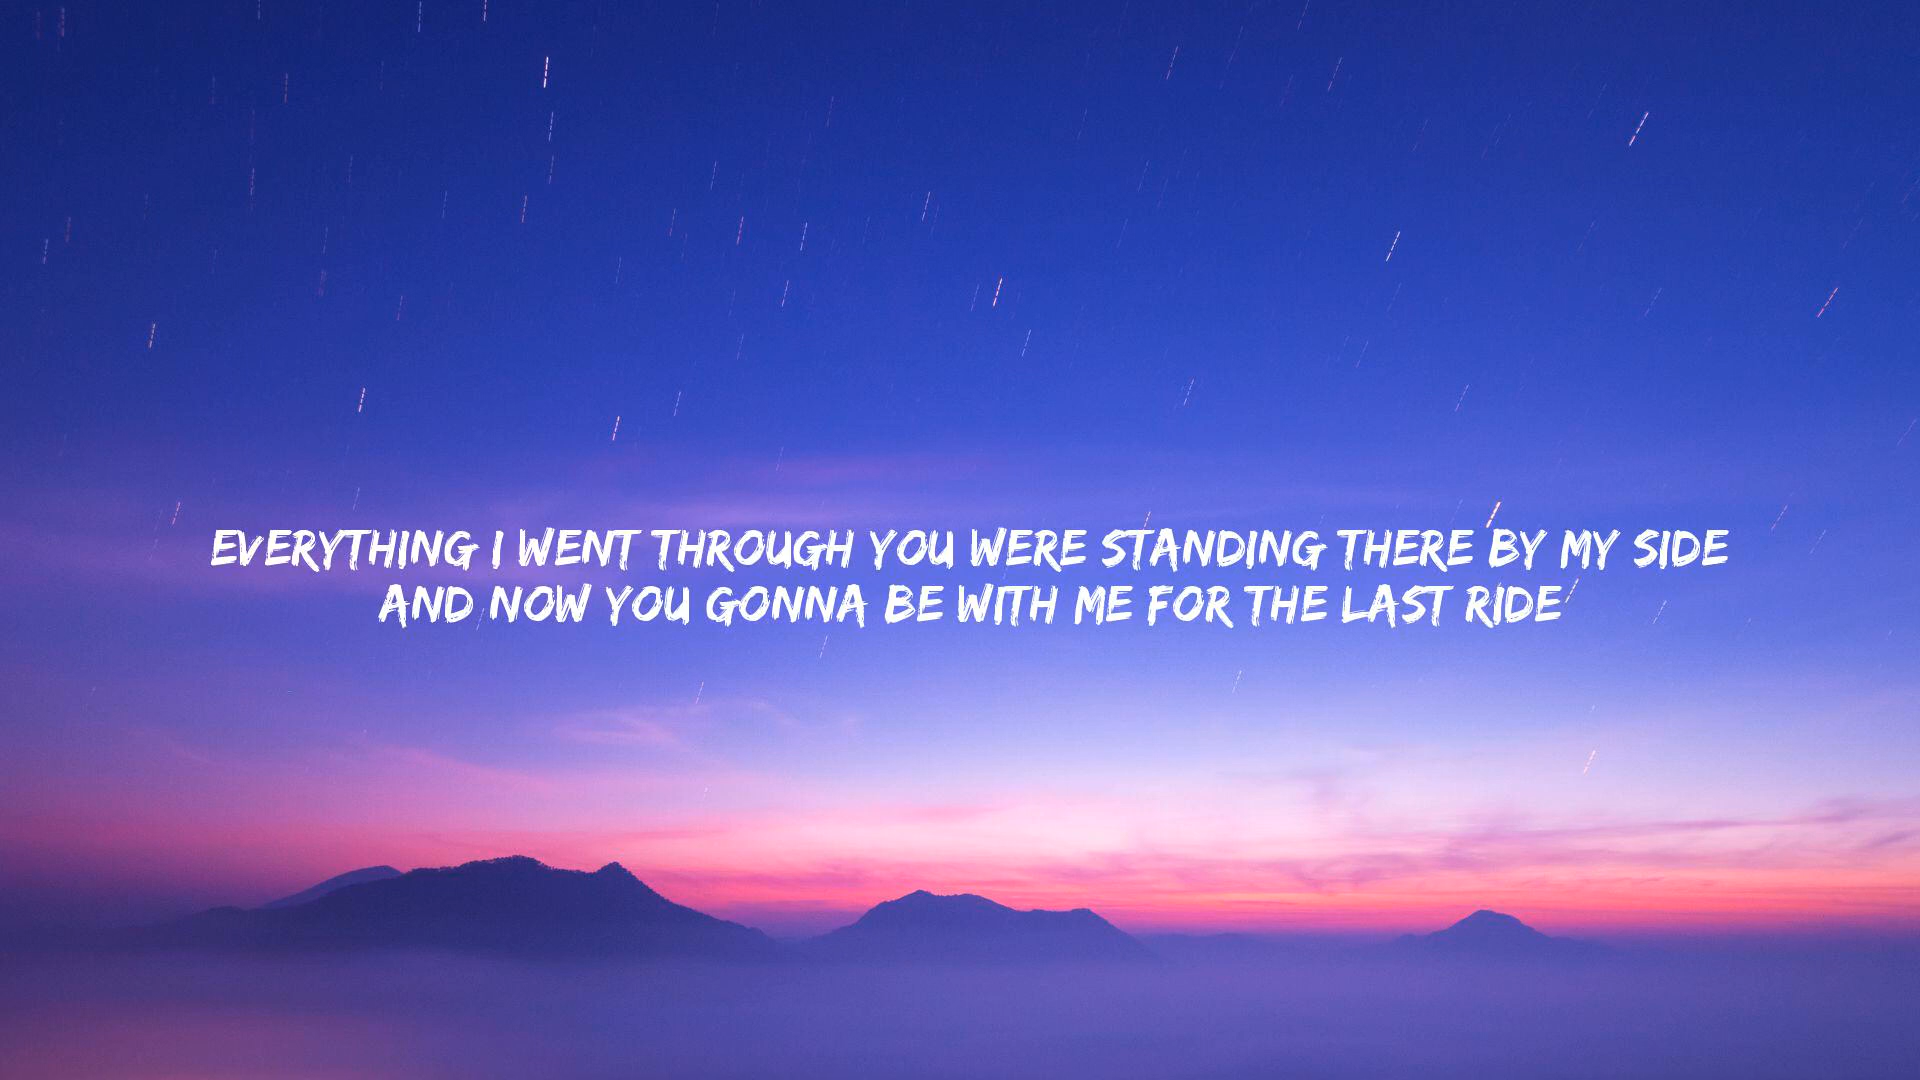 EVERYTHING I WENT THROUGH YOU WERE STANDING THERE BY MY SIDE
AND NOW YOU GONNA BE WITH ME FOR THE LAST RIDE